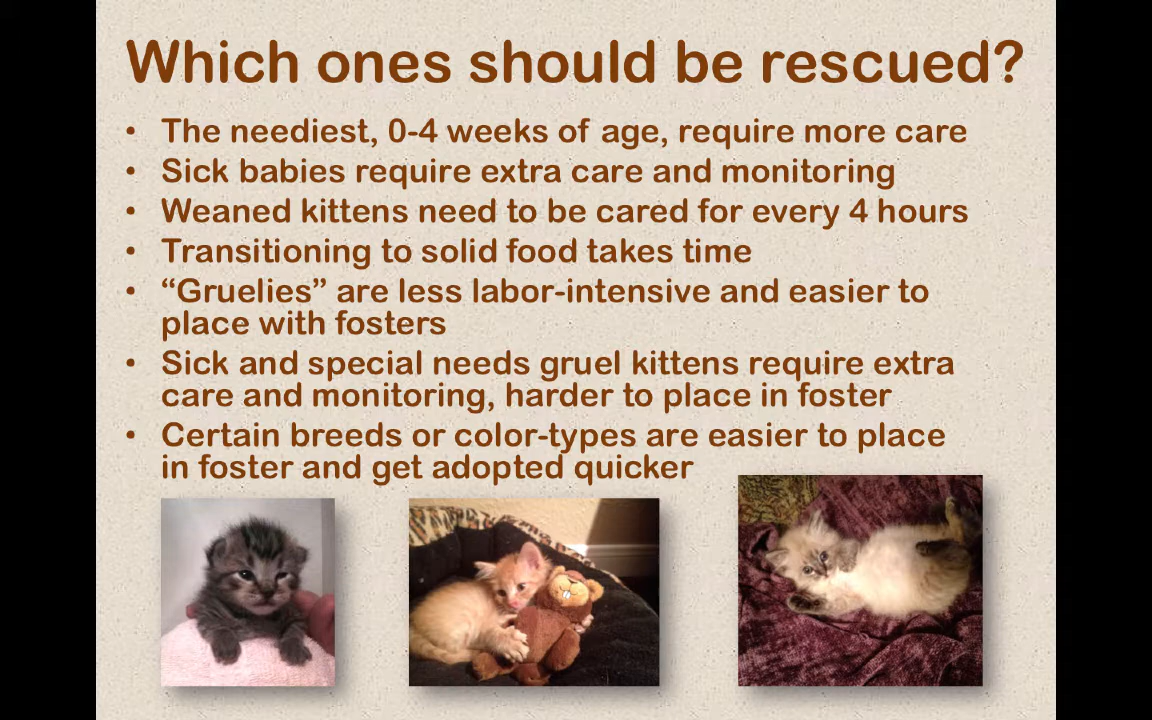 Which ones should be rescued?
• The neediest, 0-4 weeks of age, require more care
• Sick babies require extra care and monitoring
• Weaned kittens need to be cared for every 4 hours
• Transitioning to solid food takes time
• “Gruelies” are less labor-intensive and easier to
place with fosters
• Sick and special needs gruel kittens require extra
care and monitoring, harder to place in foster
• Certain breeds or color-types are easier to place
in foster and get adopted quicker